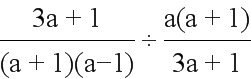 3a + 1 / (a + 1)(a−1) ÷ a(a + 1) / 3a + 1